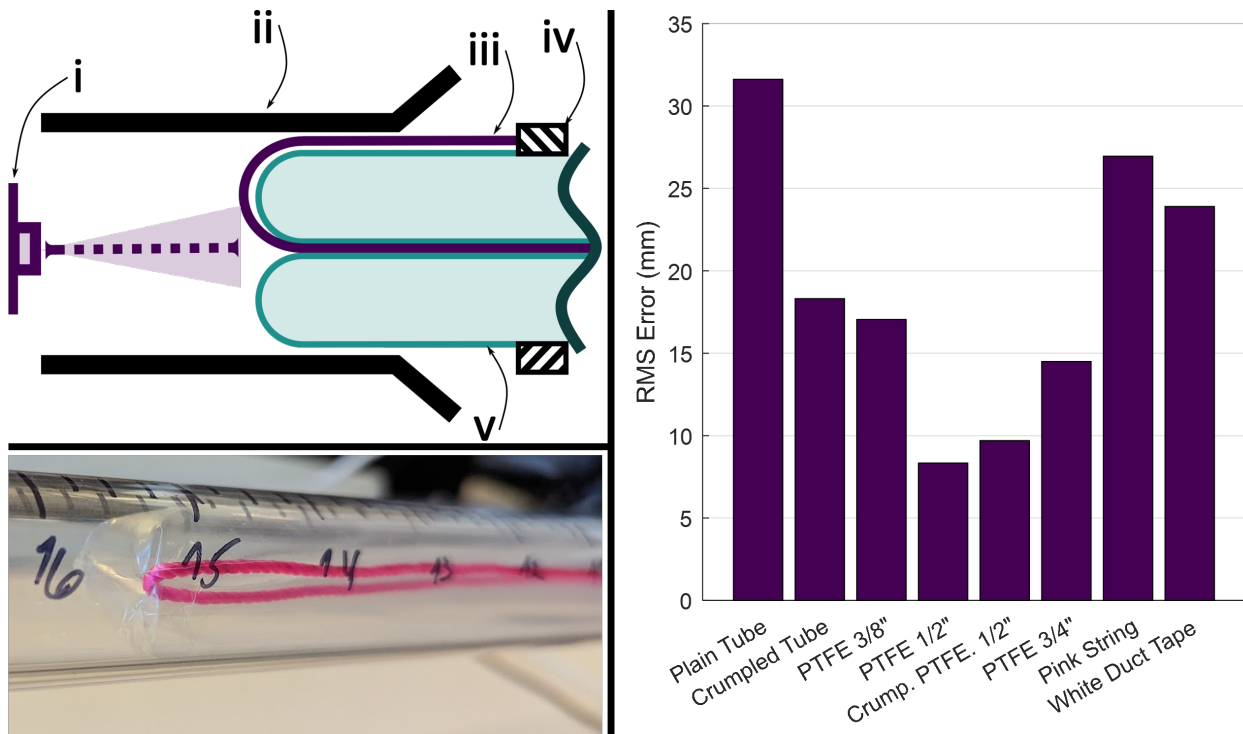 i
ii
iii
iv
v
16
15
14
13
12
35
30
25
20
15
10
5
0
RMS Error (mm)
Plain Tube
Crumpled Tube
PTFE 3/8"
PTFE 1/2"
Crump. PTFE. 1/2"
PTFE 3/4"
Pink String
White Duct Tape